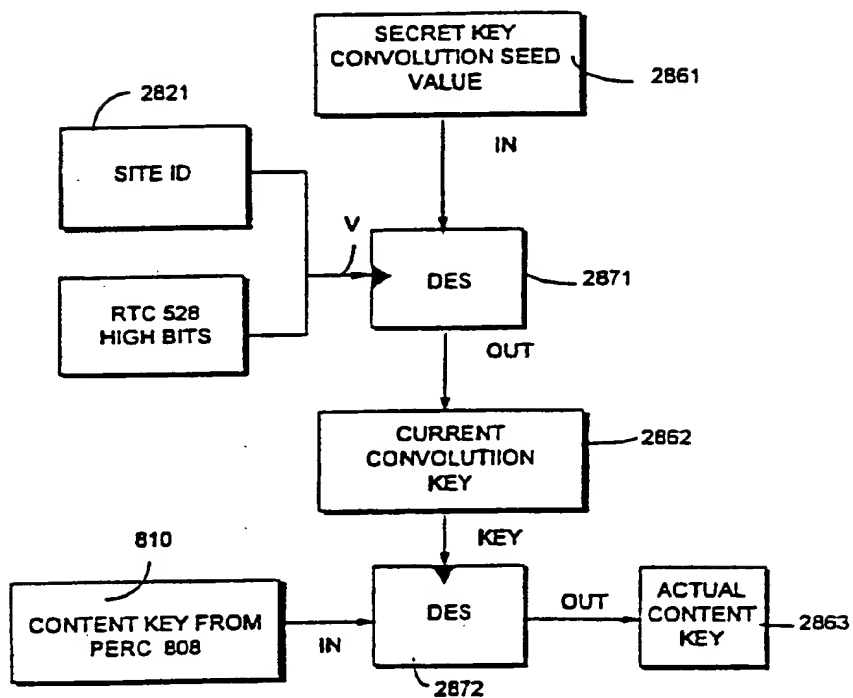 SECRET KEY
CONVOLUTION SEED
VALUE
2861
2821
SITE ID
IN
V
DES
2871
RTC 528
HIGH BITS
OUT
CURRENT
CONVOLUTIION
KEY
2862
KEY
810
CONTENT KEY FROM
PERC 808
IN
DES
OUT
ACTUAL
CONTENT
KEY
2863
2872